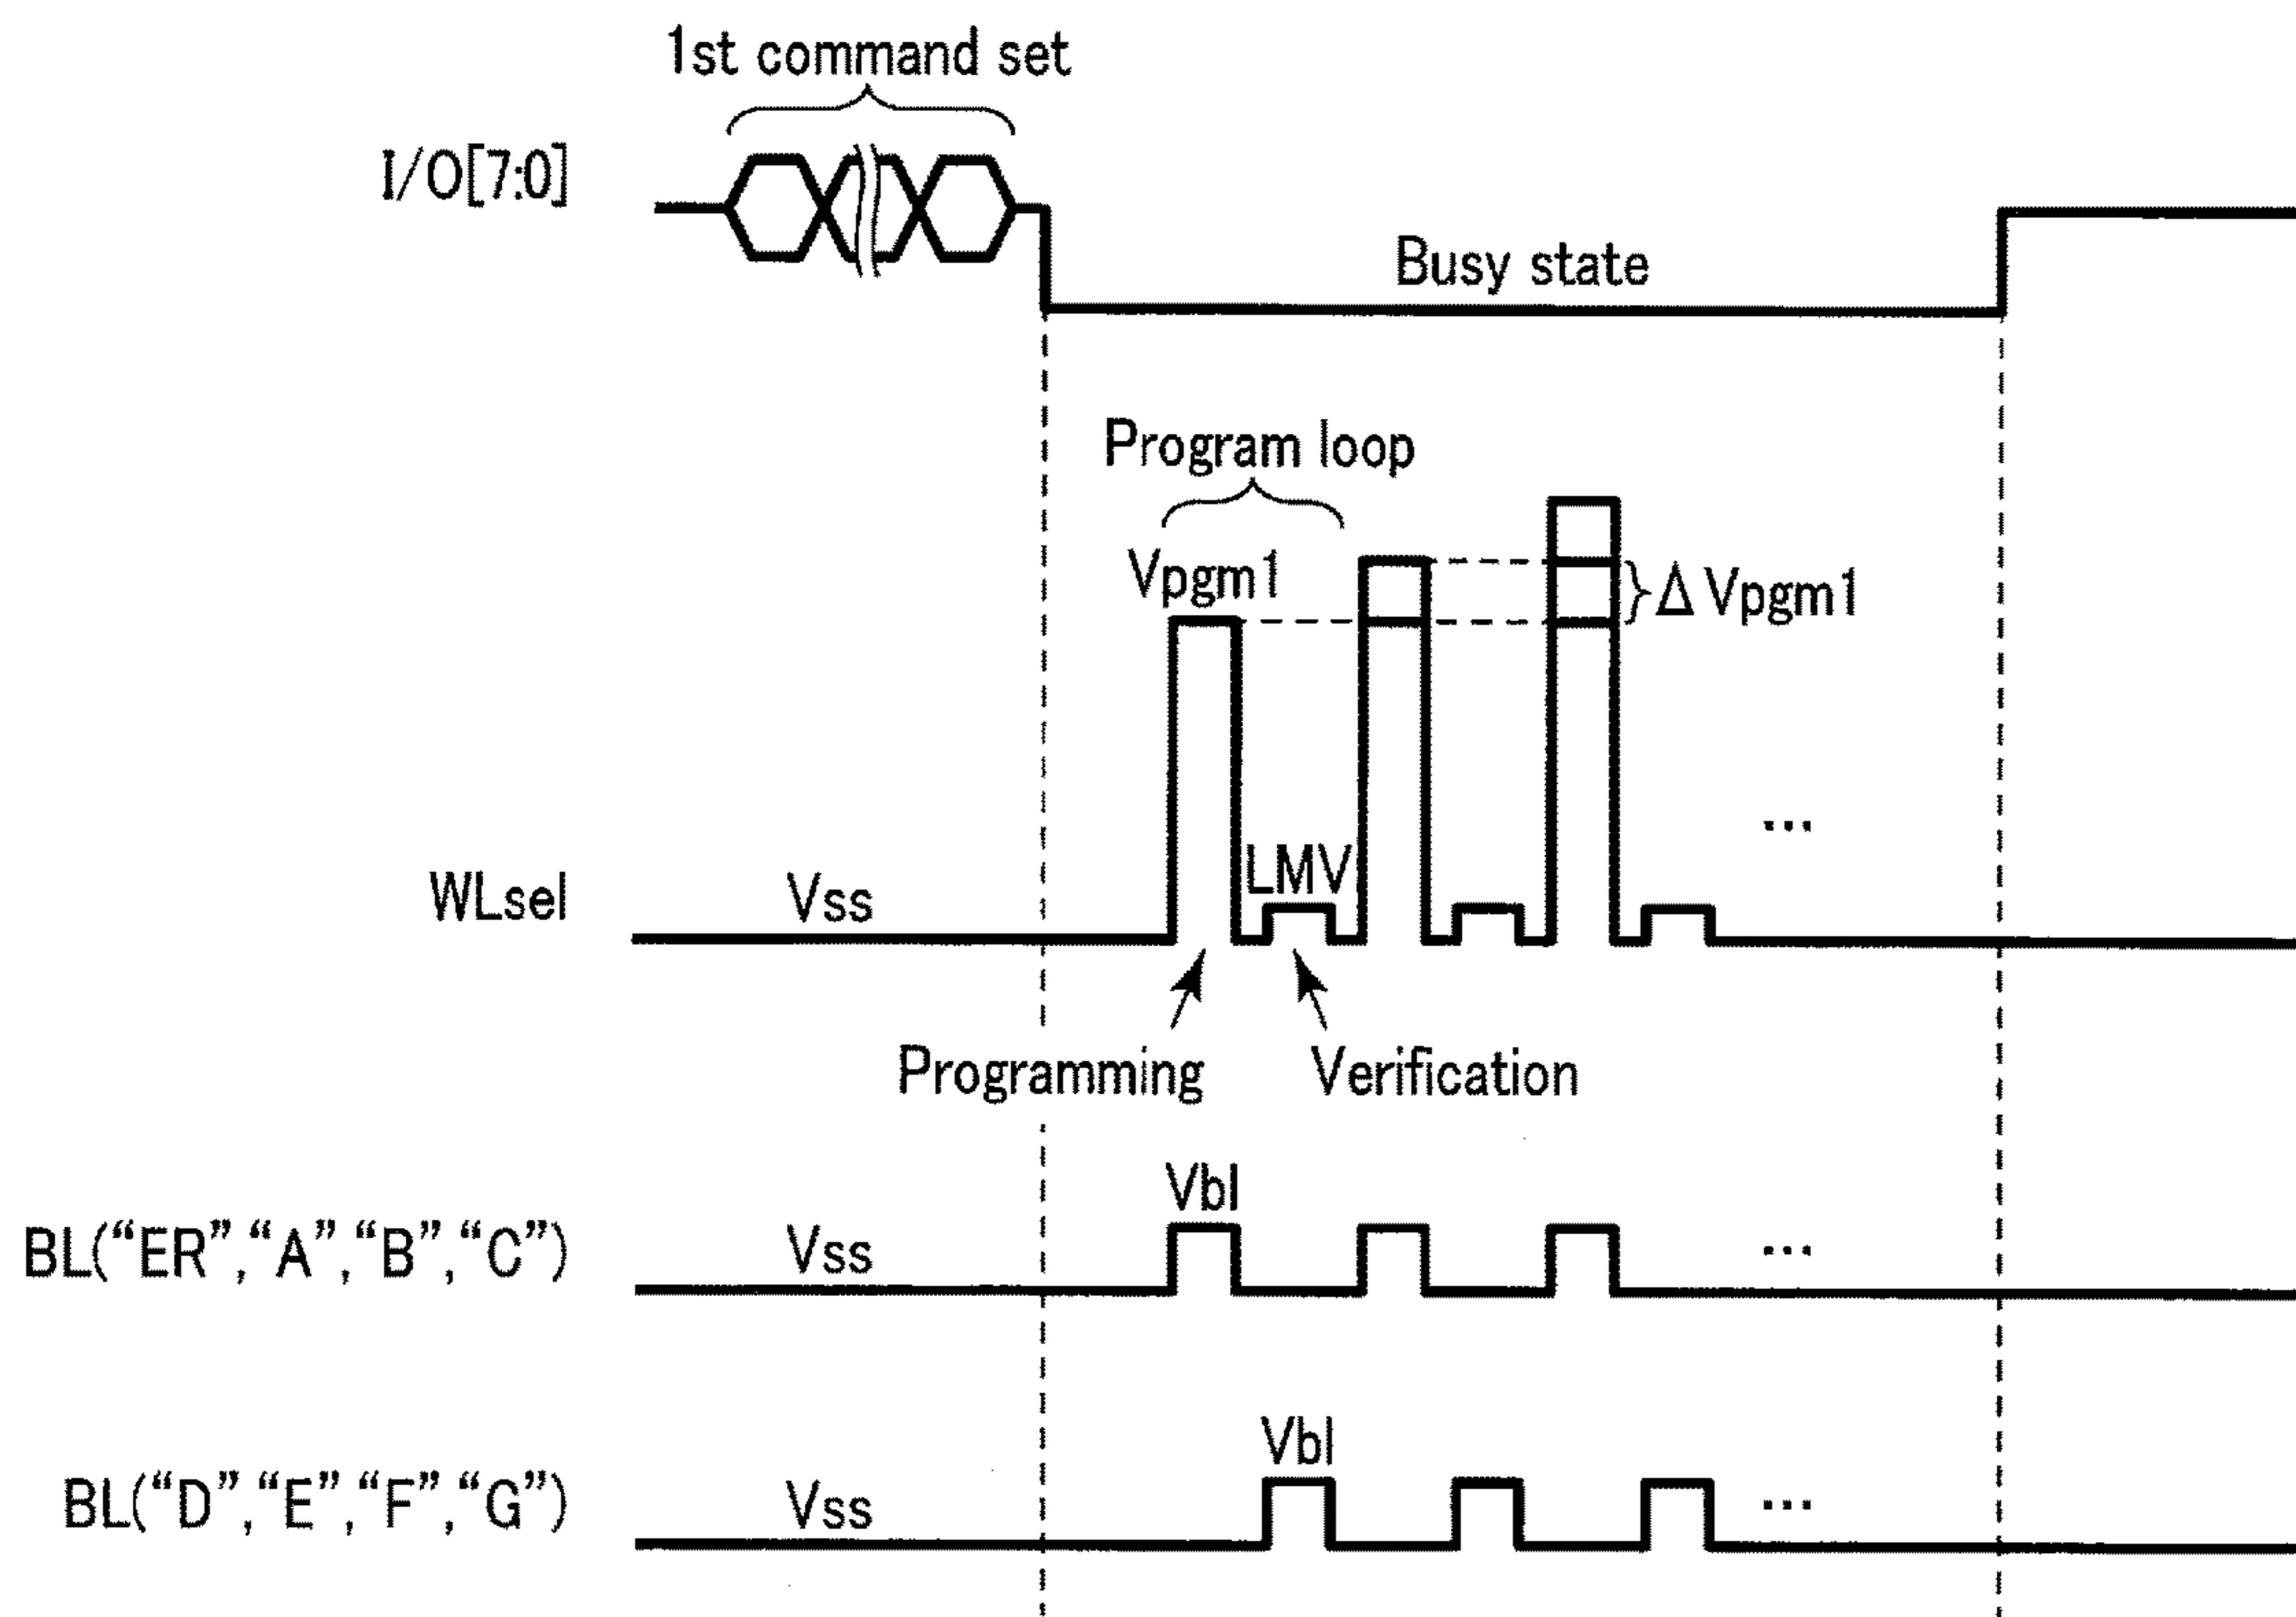 1st command set
I/O[7:0]
Busy state
Program loop
Vpgm1
Δ Vpgm1
...
LMV
WLsel
Vss
Programming
Verification
Vbl
BL(“ER”,“A”,“B”,“C”)
Vss
...
Vbl
BL(“D”,“E”,“F”,“G”)
Vss
...